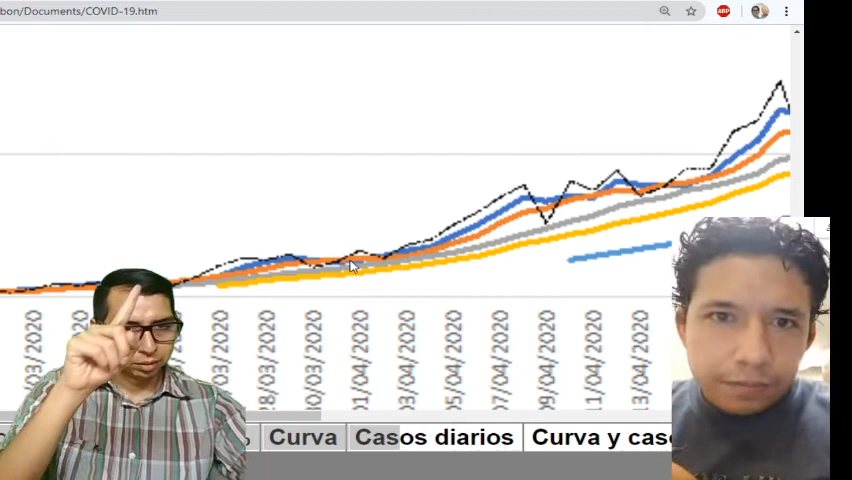 bon/Documents/COVID-19.htm
ABP
/03/2020
28/03/2020
30/03/2020
01/04/2020
03/04/2020
05/04/2020
07/04/2020
09/04/2020
11/04/2020
13/04/2020
Curva
Casos diarios
Curva y cas